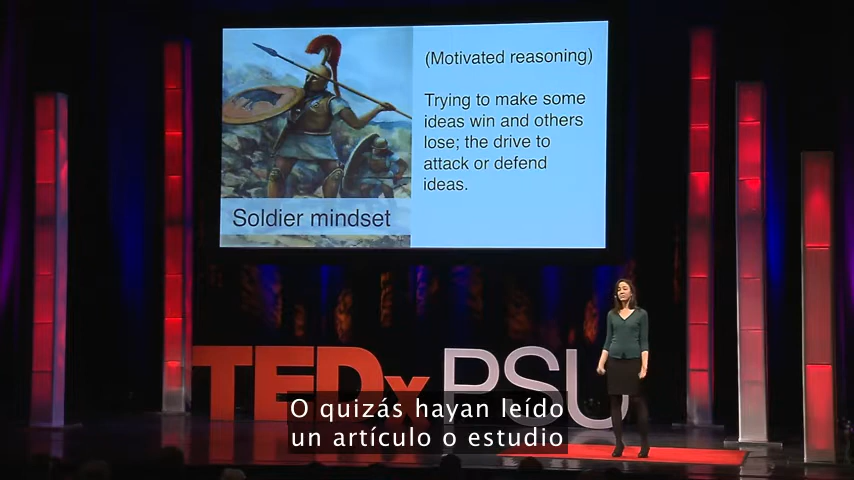 (Motivated reasoning)
Trying to make some
ideas win and others
lose; the drive to
attack or defend
ideas.
Soldier mindset
TEDxPSU
O quizás hayan leído
un artículo o estudio